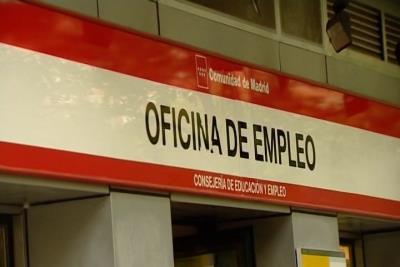 Comunidad de Madrid
OFICINA DE EMPLEO
CONSEJERÍA DE EDUCACIÓN Y EMPLEO